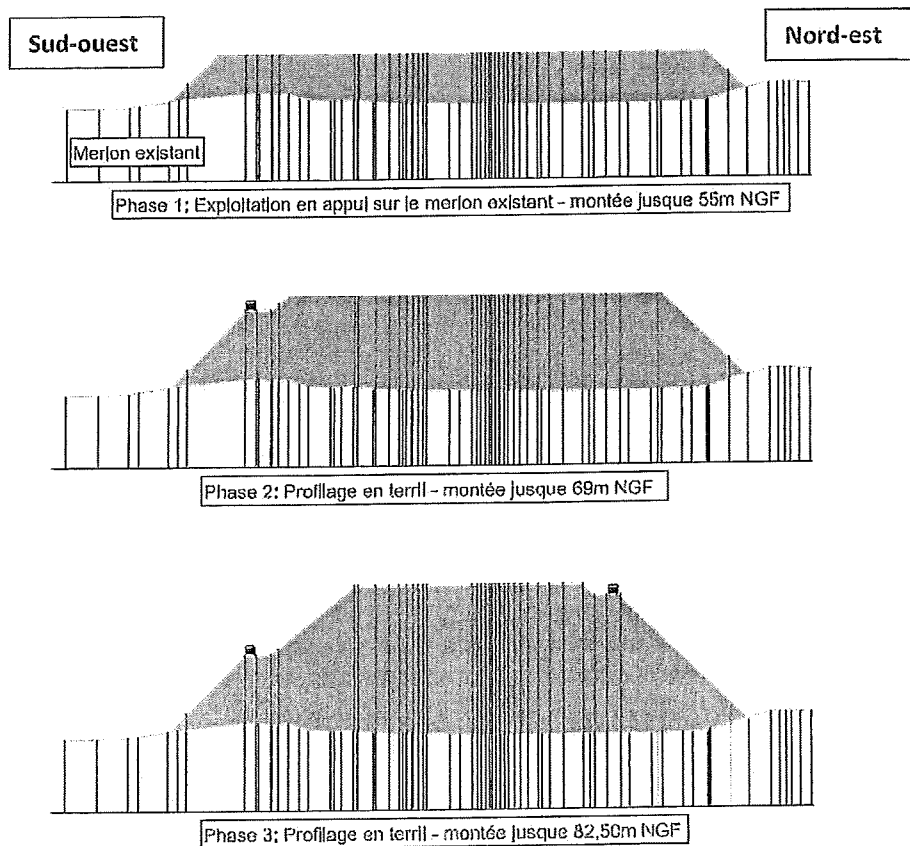 Sud-ouest
Nord-est
Merlon existant
Phase 1: Exploitation en appui sur le merlon existant - montée jusque 55m NGF
Phase 2: Profilage en terril - montée jusque 69m NGF
Phase 3: Profilage en terril - montée jusque 82,50m NGF